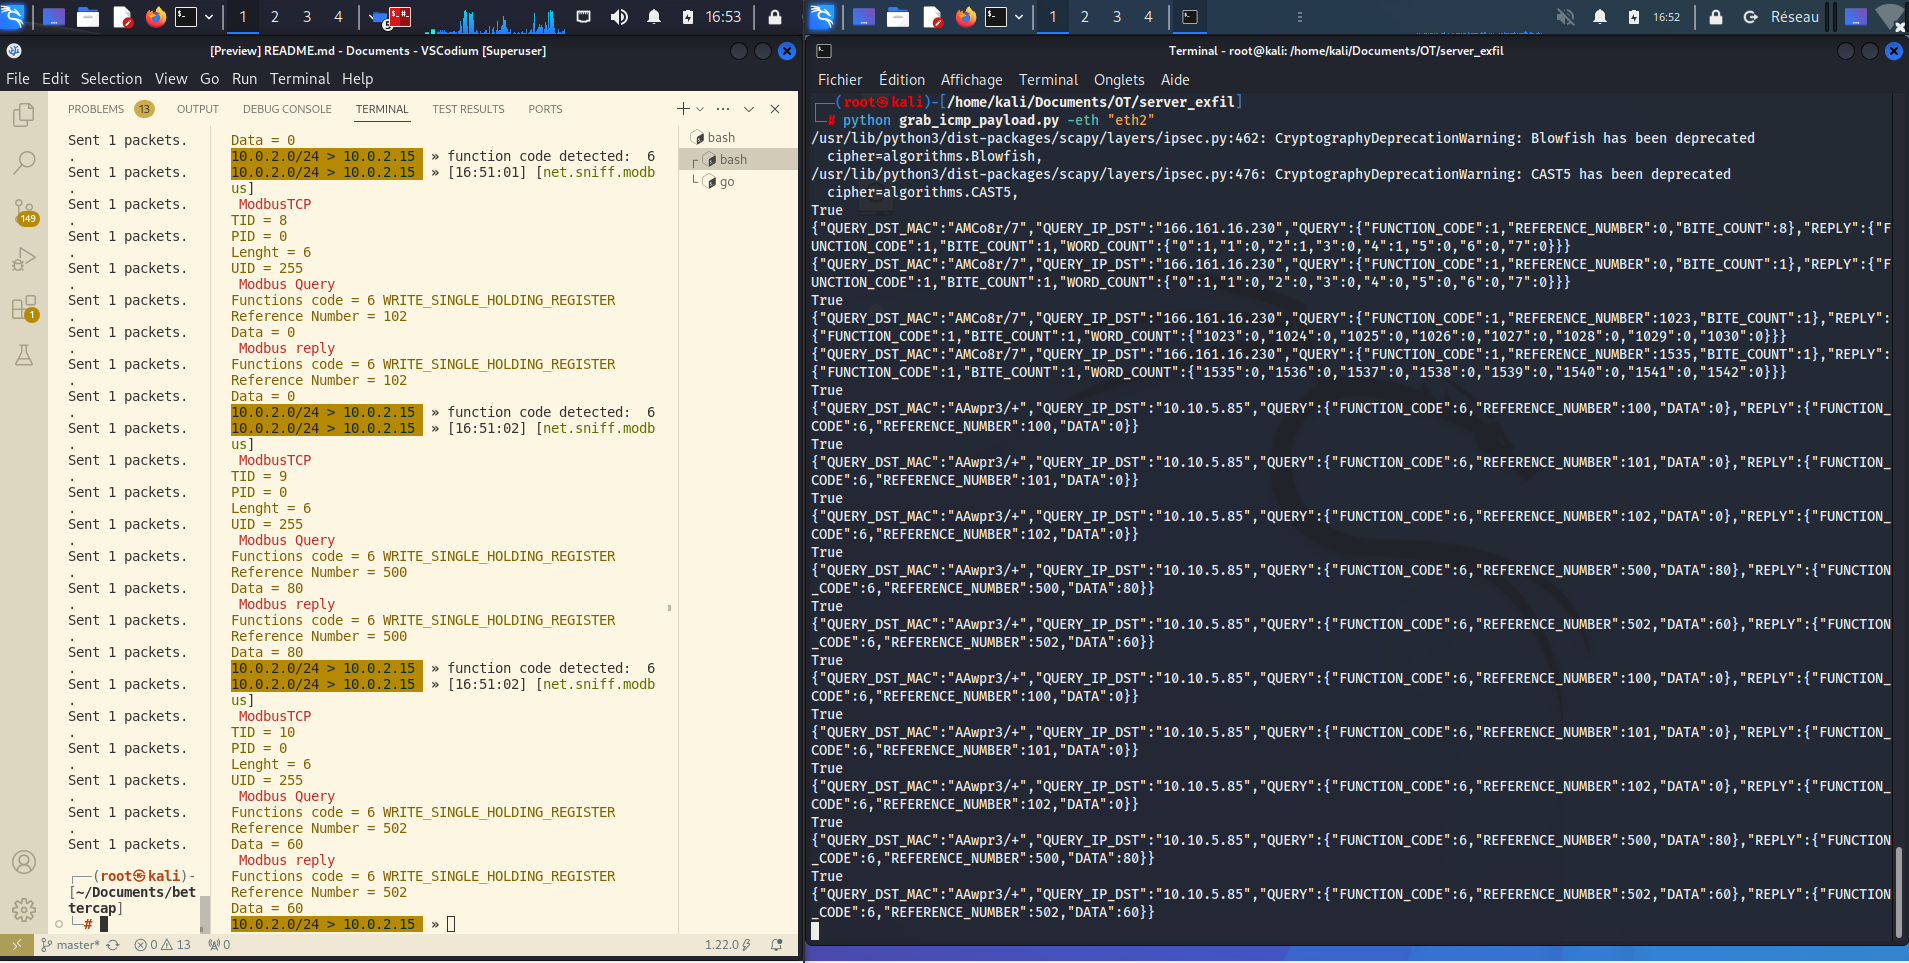 1 2 3 4 16:53
[Preview] README.md - Documents - VSCodium [Superuser]
File Edit Selection View Go Run Terminal Help
PROBLEMS 13 OUTPUT DEBUG CONSOLE TERMINAL TEST RESULTS PORTS
Sent 1 packets.
.
Sent 1 packets.
.
Sent 1 packets.
.
Sent 1 packets.
.
Sent 1 packets.
.
Sent 1 packets.
.
Sent 1 packets.
.
Sent 1 packets.
.
Sent 1 packets.
.
Sent 1 packets.
.
Sent 1 packets.
.
Sent 1 packets.
.
Sent 1 packets.
.
Sent 1 packets.
.
Sent 1 packets.
.
Sent 1 packets.
.
Sent 1 packets.
.
Sent 1 packets.
.
Sent 1 packets.
.
Sent 1 packets.
.
Sent 1 packets.
.
Sent 1 packets.
.
Sent 1 packets.
┌──(root㉿kali)-
[~/Documents/bet
tercap]
└─#
Data = 0
10.0.2.0/24 > 10.0.2.15 » function code detected: 6
10.0.2.0/24 > 10.0.2.15 » [16:51:01] [net.sniff.modb
us]
ModbusTCP
TID = 8
PID = 0
Lenght = 6
UID = 255
Modbus Query
Functions code = 6 WRITE_SINGLE_HOLDING_REGISTER
Reference Number = 102
Data = 0
Modbus reply
Functions code = 6 WRITE_SINGLE_HOLDING_REGISTER
Reference Number = 102
Data = 0
10.0.2.0/24 > 10.0.2.15 » function code detected: 6
10.0.2.0/24 > 10.0.2.15 » [16:51:02] [net.sniff.modb
us]
ModbusTCP
TID = 9
PID = 0
Lenght = 6
UID = 255
Modbus Query
Functions code = 6 WRITE_SINGLE_HOLDING_REGISTER
Reference Number = 500
Data = 80
Modbus reply
Functions code = 6 WRITE_SINGLE_HOLDING_REGISTER
Reference Number = 500
Data = 80
10.0.2.0/24 > 10.0.2.15 » function code detected: 6
10.0.2.0/24 > 10.0.2.15 » [16:51:02] [net.sniff.modb
us]
ModbusTCP
TID = 10
PID = 0
Lenght = 6
UID = 255
Modbus Query
Functions code = 6 WRITE_SINGLE_HOLDING_REGISTER
Reference Number = 502
Data = 60
Modbus reply
Functions code = 6 WRITE_SINGLE_HOLDING_REGISTER
Reference Number = 502
Data = 60
10.0.2.0/24 > 10.0.2.15 »
bash
bash
go
149
1
master* 0 13 0 1.22.0
1 2 3 4 16:52 Réseau
Terminal - root@kali: /home/kali/Documents/OT/server_exfil
Fichier Édition Affichage Terminal Onglets Aide
┌──(root㉿kali)-[/home/kali/Documents/OT/server_exfil]
└─# python grab_icmp_payload.py -eth "eth2"
/usr/lib/python3/dist-packages/scapy/layers/ipsec.py:462: CryptographyDeprecationWarning: Blowfish has been deprecated
cipher=algorithms.Blowfish,
/usr/lib/python3/dist-packages/scapy/layers/ipsec.py:476: CryptographyDeprecationWarning: CAST5 has been deprecated
cipher=algorithms.CAST5,
True
{"QUERY_DST_MAC":"AMCo8r/7","QUERY_IP_DST":"166.161.16.230","QUERY":{"FUNCTION_CODE":1,"REFERENCE_NUMBER":0,"BITE_COUNT":8},"REPLY":{"F
UNCTION_CODE":1,"BITE_COUNT":1,"WORD_COUNT":{"0":1,"1":0,"2":1,"3":0,"4":1,"5":0,"6":0,"7":0}}}
{"QUERY_DST_MAC":"AMCo8r/7","QUERY_IP_DST":"166.161.16.230","QUERY":{"FUNCTION_CODE":1,"REFERENCE_NUMBER":0,"BITE_COUNT":1},"REPLY":{"F
UNCTION_CODE":1,"BITE_COUNT":1,"WORD_COUNT":{"0":1,"1":0,"2":0,"3":0,"4":0,"5":0,"6":0,"7":0}}}
True
{"QUERY_DST_MAC":"AMCo8r/7","QUERY_IP_DST":"166.161.16.230","QUERY":{"FUNCTION_CODE":1,"REFERENCE_NUMBER":1023,"BITE_COUNT":1},"REPLY":
{"FUNCTION_CODE":1,"BITE_COUNT":1,"WORD_COUNT":{"1023":0,"1024":0,"1025":0,"1026":0,"1027":0,"1028":0,"1029":0,"1030":0}}}
{"QUERY_DST_MAC":"AMCo8r/7","QUERY_IP_DST":"166.161.16.230","QUERY":{"FUNCTION_CODE":1,"REFERENCE_NUMBER":1535,"BITE_COUNT":1},"REPLY":
{"FUNCTION_CODE":1,"BITE_COUNT":1,"WORD_COUNT":{"1535":0,"1536":0,"1537":0,"1538":0,"1539":0,"1540":0,"1541":0,"1542":0}}}
True
{"QUERY_DST_MAC":"AAwpr3/+","QUERY_IP_DST":"10.10.5.85","QUERY":{"FUNCTION_CODE":6,"REFERENCE_NUMBER":100,"DATA":0},"REPLY":{"FUNCTION_
CODE":6,"REFERENCE_NUMBER":100,"DATA":0}}
True
{"QUERY_DST_MAC":"AAwpr3/+","QUERY_IP_DST":"10.10.5.85","QUERY":{"FUNCTION_CODE":6,"REFERENCE_NUMBER":101,"DATA":0},"REPLY":{"FUNCTION_
CODE":6,"REFERENCE_NUMBER":101,"DATA":0}}
True
{"QUERY_DST_MAC":"AAwpr3/+","QUERY_IP_DST":"10.10.5.85","QUERY":{"FUNCTION_CODE":6,"REFERENCE_NUMBER":102,"DATA":0},"REPLY":{"FUNCTION_
CODE":6,"REFERENCE_NUMBER":102,"DATA":0}}
True
{"QUERY_DST_MAC":"AAwpr3/+","QUERY_IP_DST":"10.10.5.85","QUERY":{"FUNCTION_CODE":6,"REFERENCE_NUMBER":500,"DATA":80},"REPLY":{"FUNCTION
_CODE":6,"REFERENCE_NUMBER":500,"DATA":80}}
True
{"QUERY_DST_MAC":"AAwpr3/+","QUERY_IP_DST":"10.10.5.85","QUERY":{"FUNCTION_CODE":6,"REFERENCE_NUMBER":502,"DATA":60},"REPLY":{"FUNCTION
_CODE":6,"REFERENCE_NUMBER":502,"DATA":60}}
True
{"QUERY_DST_MAC":"AAwpr3/+","QUERY_IP_DST":"10.10.5.85","QUERY":{"FUNCTION_CODE":6,"REFERENCE_NUMBER":100,"DATA":0},"REPLY":{"FUNCTION_
CODE":6,"REFERENCE_NUMBER":100,"DATA":0}}
True
{"QUERY_DST_MAC":"AAwpr3/+","QUERY_IP_DST":"10.10.5.85","QUERY":{"FUNCTION_CODE":6,"REFERENCE_NUMBER":101,"DATA":0},"REPLY":{"FUNCTION_
CODE":6,"REFERENCE_NUMBER":101,"DATA":0}}
True
{"QUERY_DST_MAC":"AAwpr3/+","QUERY_IP_DST":"10.10.5.85","QUERY":{"FUNCTION_CODE":6,"REFERENCE_NUMBER":102,"DATA":0},"REPLY":{"FUNCTION_
CODE":6,"REFERENCE_NUMBER":102,"DATA":0}}
True
{"QUERY_DST_MAC":"AAwpr3/+","QUERY_IP_DST":"10.10.5.85","QUERY":{"FUNCTION_CODE":6,"REFERENCE_NUMBER":500,"DATA":80},"REPLY":{"FUNCTION
_CODE":6,"REFERENCE_NUMBER":500,"DATA":80}}
True
{"QUERY_DST_MAC":"AAwpr3/+","QUERY_IP_DST":"10.10.5.85","QUERY":{"FUNCTION_CODE":6,"REFERENCE_NUMBER":502,"DATA":60},"REPLY":{"FUNCTION
_CODE":6,"REFERENCE_NUMBER":502,"DATA":60}}